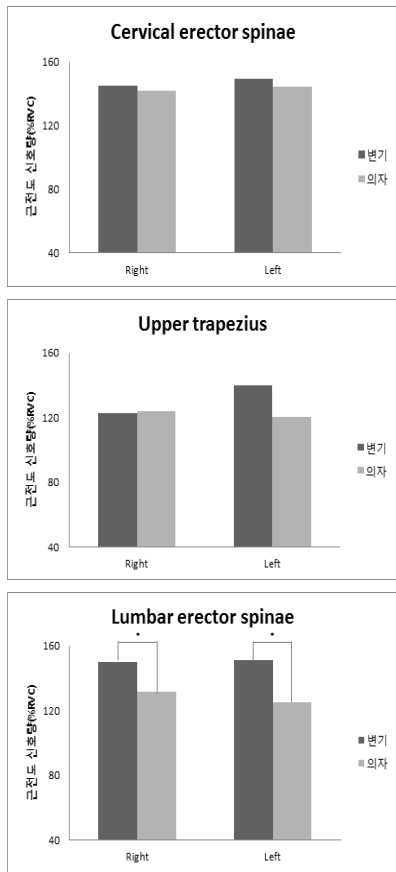 Cervical erector spinae
근전도 신호량(%RVC)
160
120
80
40
Right
Left
변기
의자
Upper trapezius
근전도 신호량(%RVC)
160
120
80
40
Right
Left
변기
의자
Lumbar erector spinae
근전도 신호량(%RVC)
160
120
80
40
*
*
Right
Left
변기
의자